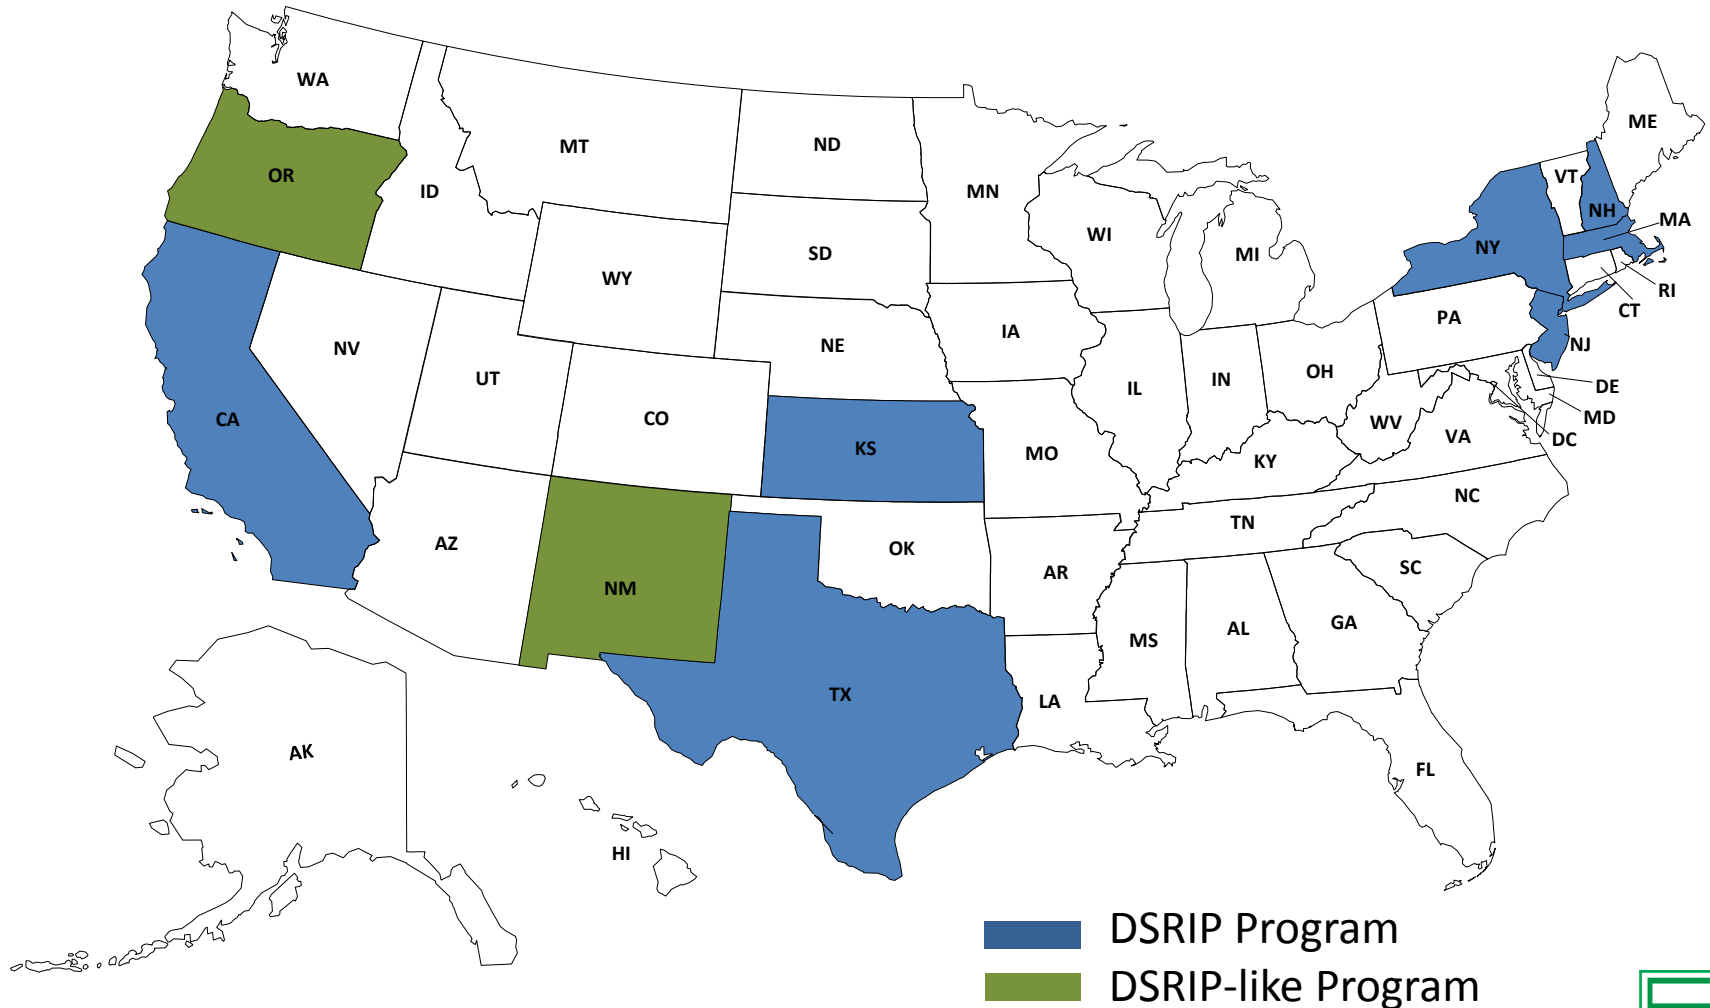 WA
MT
ND
ME
OR
ID
MN
VT
NH
MA
SD
WI
NY
MI
WY
RI
CT
IA
PA
NV
NE
NJ
UT
OH
IN
IL
DE
CA
CO
MD
WV
KS
VA
DC
MO
KY
NC
TN
AZ
OK
AR
SC
NM
GA
AL
MS
TX
LA
AK
FL
HI
DSRIP Program
DSRIP-like Program